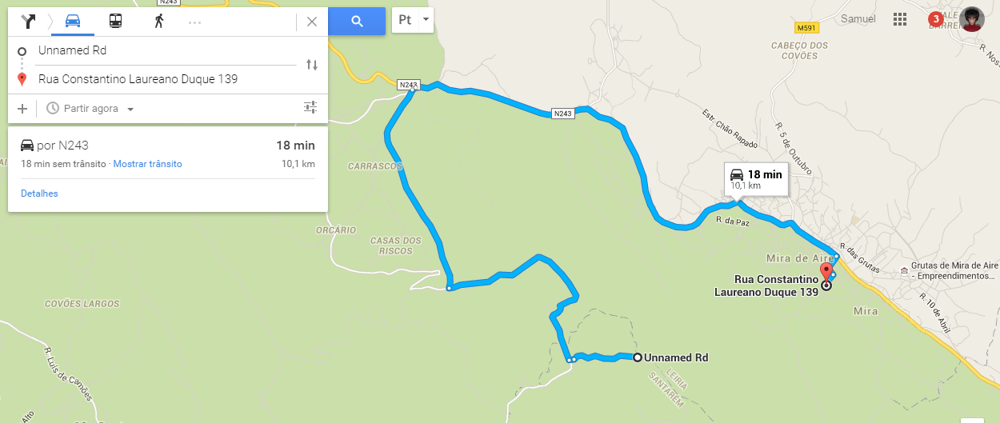 N243
Pt
Samuel
3
Unnamed Rd
Rua Constantino Laureano Duque 139
Partir agora
por N243
18 min
18 min sem trânsito · Mostrar trânsito
10,1 km
Detalhes
M591
CABEÇO DOS
COVÕES
N243
N243
Estr. Chão Rapado
R. 5 de Outubro
CARRASCOS
18 min
10,1 km
R. da Paz
ORCÁRIO
CASAS DOS
RISCOS
Mira de Aire
R. das Grutas
Grutas de Mira de Aire
- Empreendimentos...
Rua Constantino
Laureano Duque 139
COVÕES LARGOS
Mira
R. 10 de Abril
Unnamed Rd
LEIRIA
SANTARÉM
R. Luis de Camões
Alto